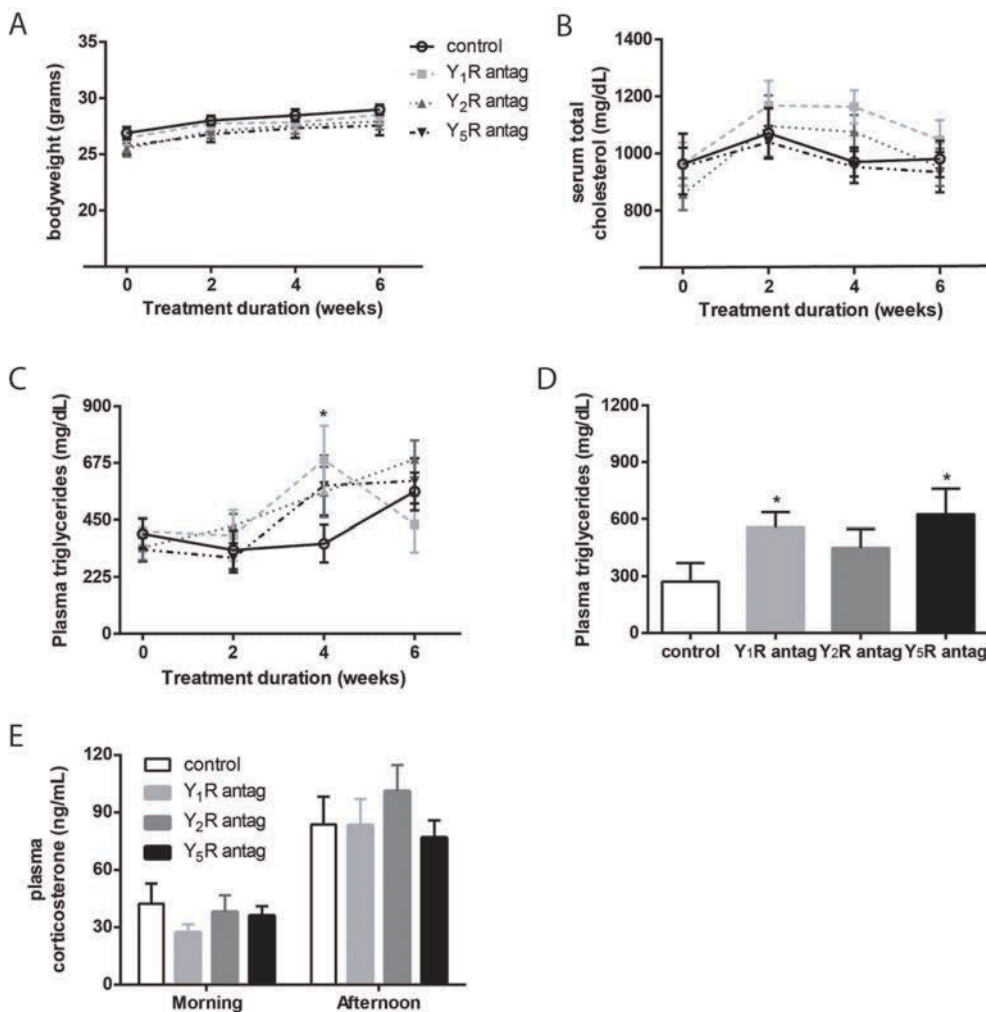 A
bodyweight (grams)
35
30
25
20
0 2 4 6
Treatment duration (weeks)
control
Y₁R antag
Y₂R antag
Y₅R antag
B
serum total
cholesterol (mg/dL)
1400
1200
1000
800
0 2 4 6
Treatment duration (weeks)
C
Plasma triglycerides (mg/dL)
900
675
450
225
0
*
0 2 4 6
Treatment duration (weeks)
D
Plasma triglycerides (mg/dL)
1200
900
600
300
0
* *
control Y₁R antag Y₂R antag Y₅R antag
E
plasma
corticosterone (ng/mL)
120
90
60
30
0
control
Y₁R antag
Y₂R antag
Y₅R antag
Morning Afternoon